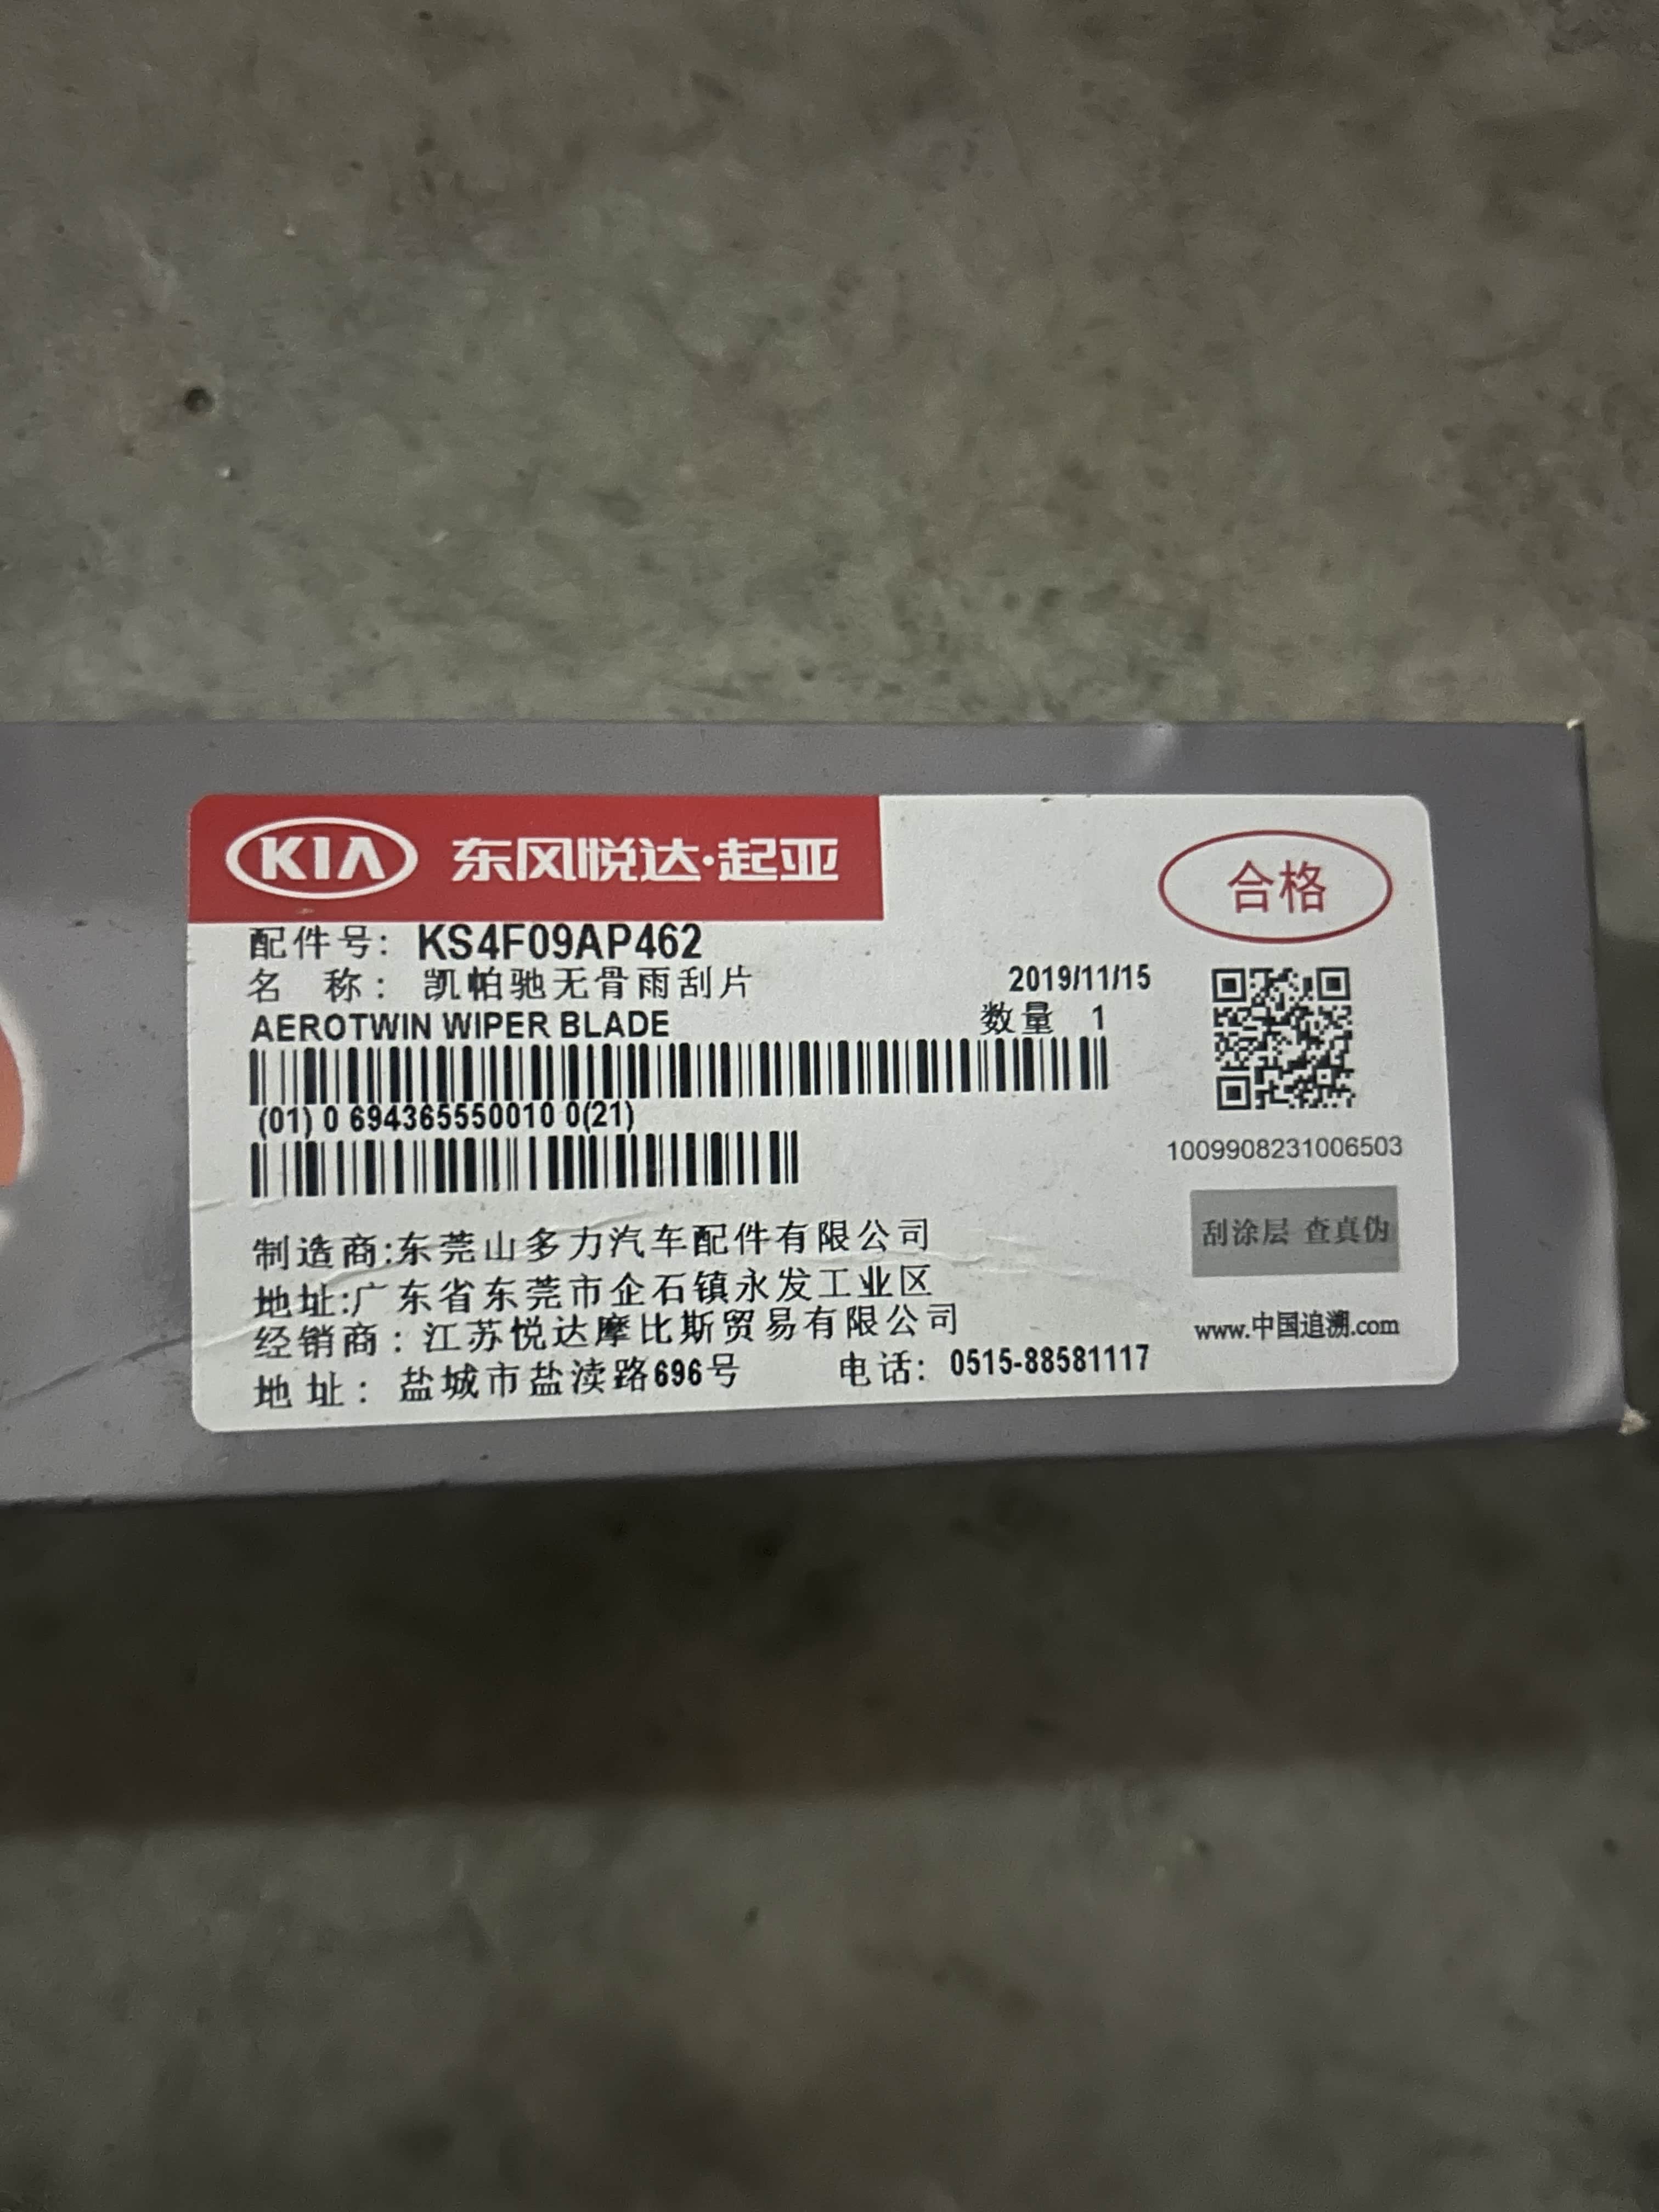 KIA 东风悦达·起亚
合格
配件号: KS4F09AP462
名 称: 凯帕驰无骨雨刮片
2019/11/15
AEROTWIN WIPER BLADE
数量 1
(01) 0 694365550010 0(21)
1009908231006503
刮涂层 查真伪
www.中国追溯.com
制造商:东莞山多力汽车配件有限公司
地址:广东省东莞市企石镇永发工业区
经销商: 江苏悦达摩比斯贸易有限公司
地址: 盐城市盐渎路696号 电话: 0515-88581117